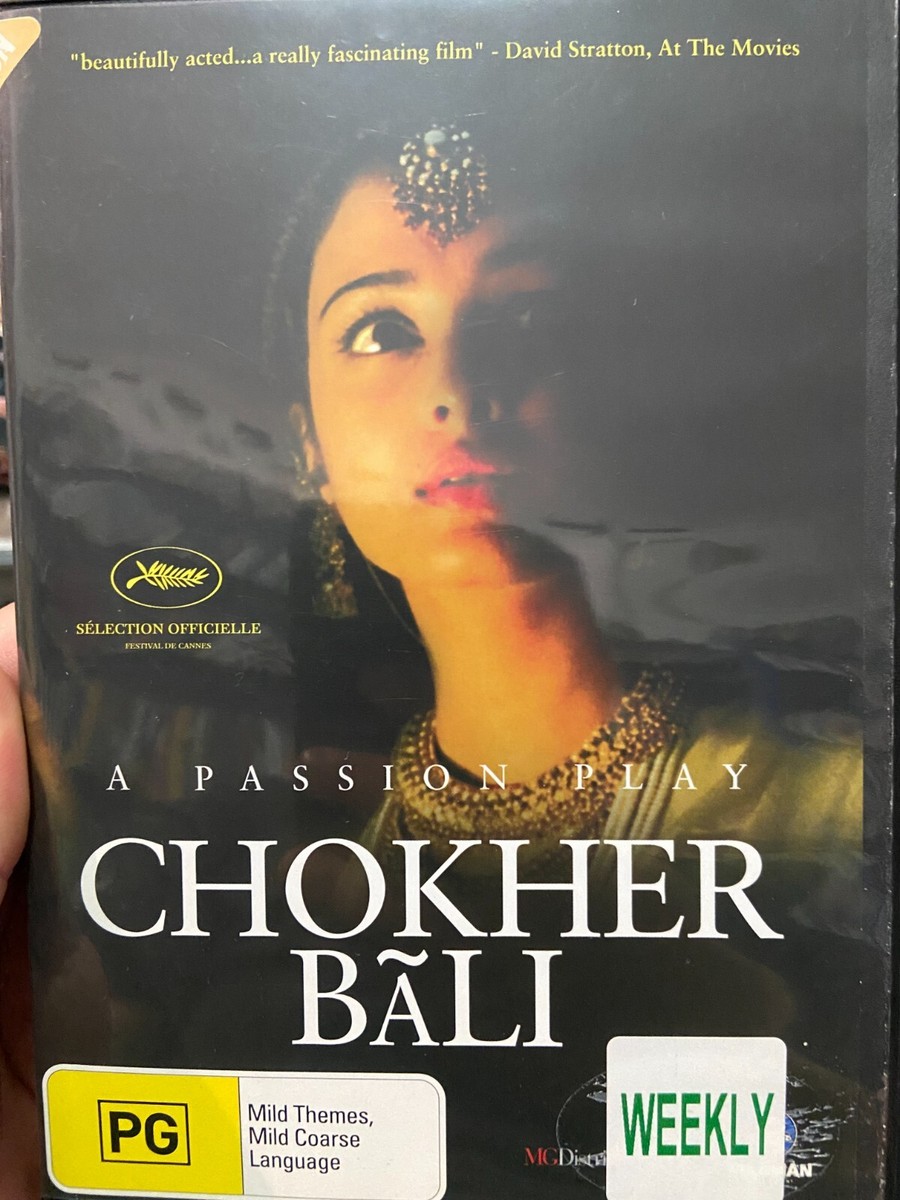 "beautifully acted...a really fascinating film" - David Stratton, At The Movies
SÉLECTION OFFICIELLE
FESTIVAL DE CANNES
A PASSION PLAY
CHOKHER
BÃLI
PG
Mild Themes,
Mild Coarse
Language
WEEKLY